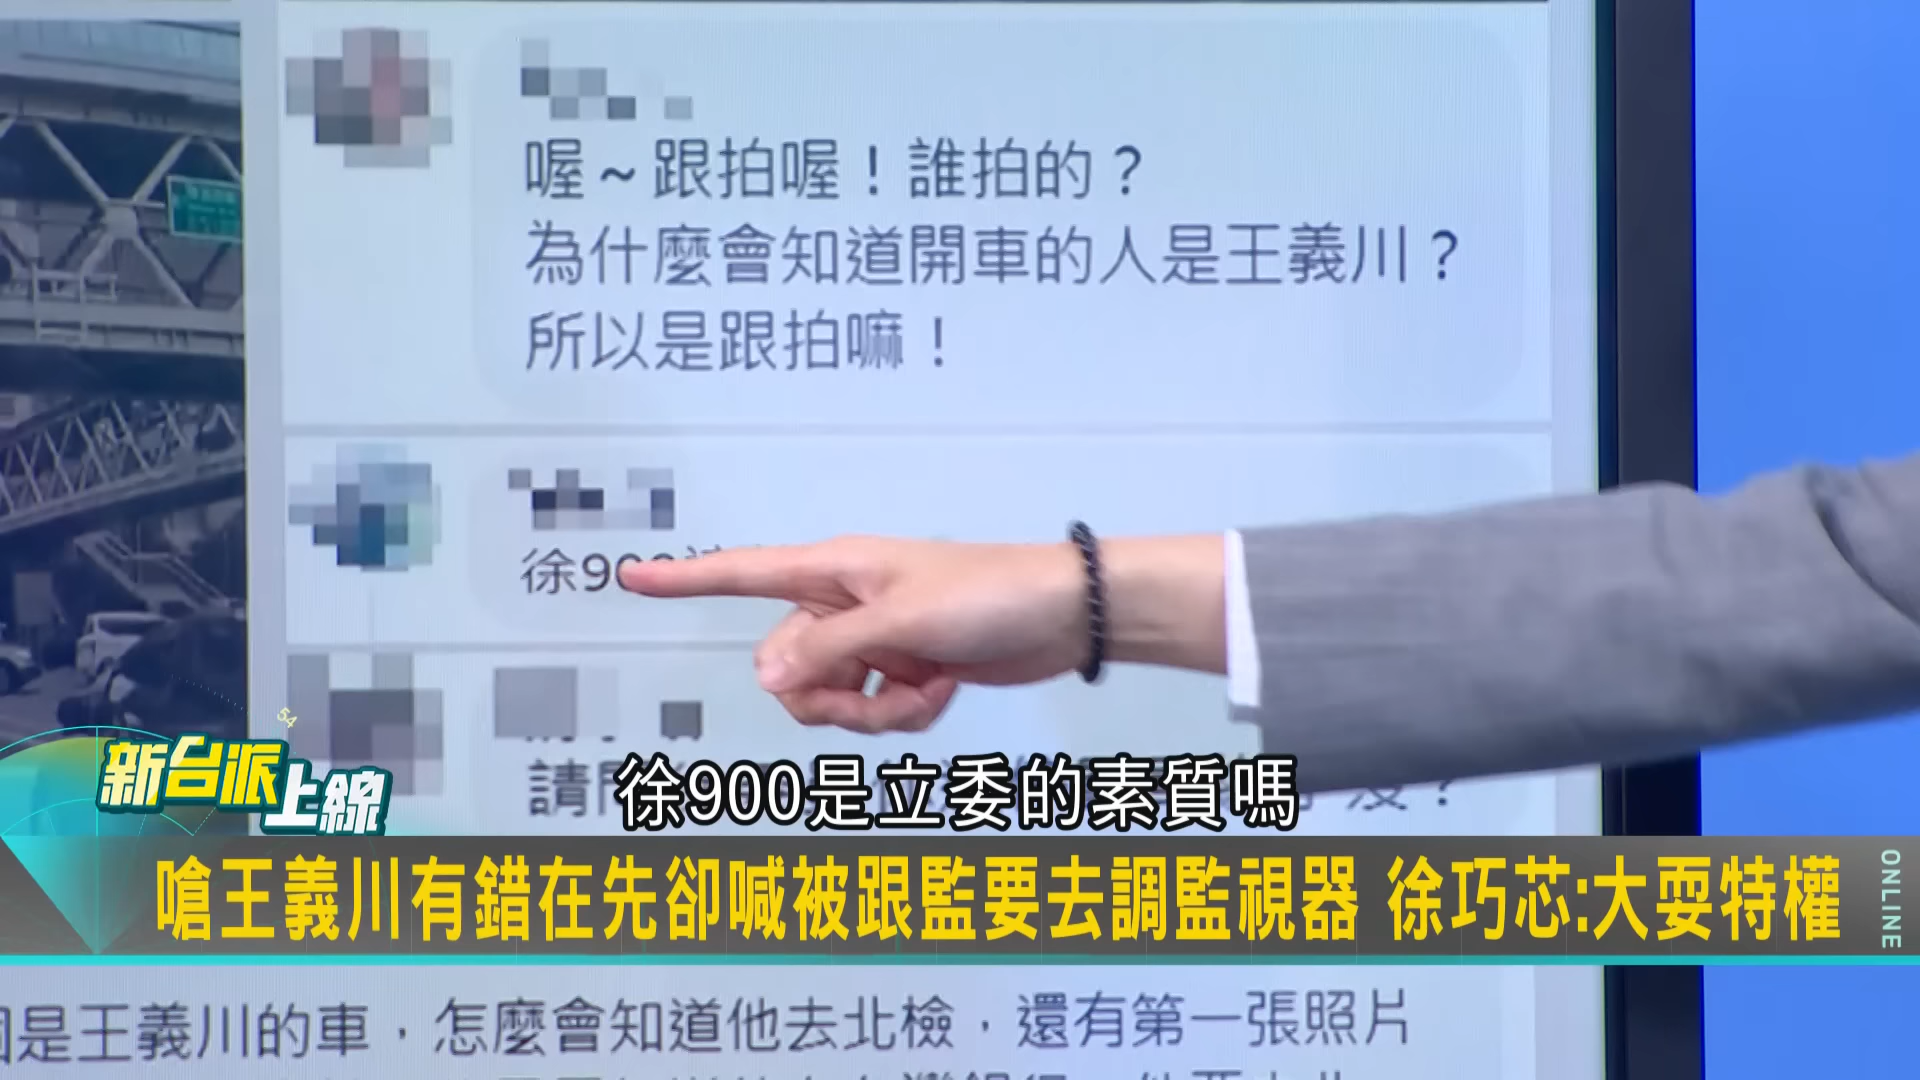 喔~跟拍喔!誰拍的?
為什麼會知道開車的人是王義川?
所以是跟拍嘛!
徐9
請
54
新台派上線
徐900是立委的素質嗎
嗆王義川有錯在先卻喊被跟監要去調監視器 徐巧芯:大耍特權
ONLINE
是王義川的車,怎麼會知道他去北檢,還有第一張照片